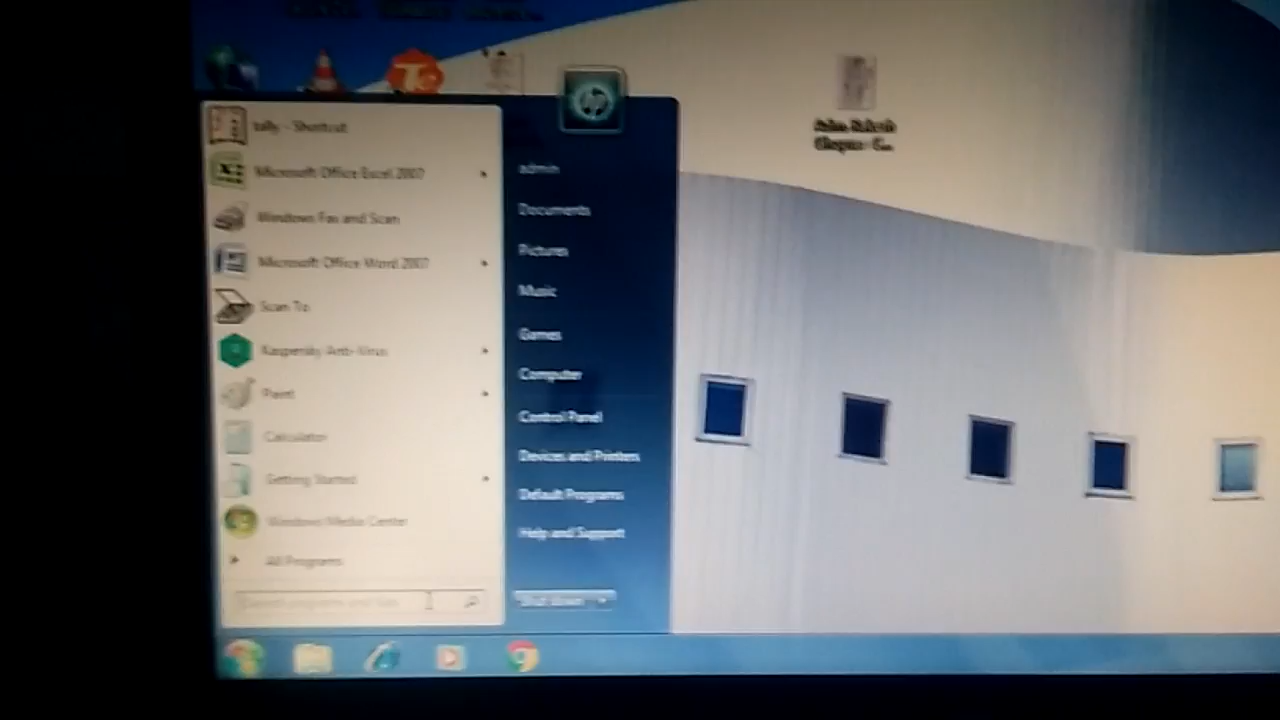 tally - Shortcut
Microsoft Office Excel 2007
Windows Fax and Scan
Microsoft Office Word 2007
Scan To
Kaspersky Anti-Virus
Paint
Calculator
Getting Started
Windows Media Center
All Programs
Search programs and files
admin
Documents
Pictures
Music
Games
Computer
Control Panel
Devices and Printers
Default Programs
Help and Support
Shut down
hp